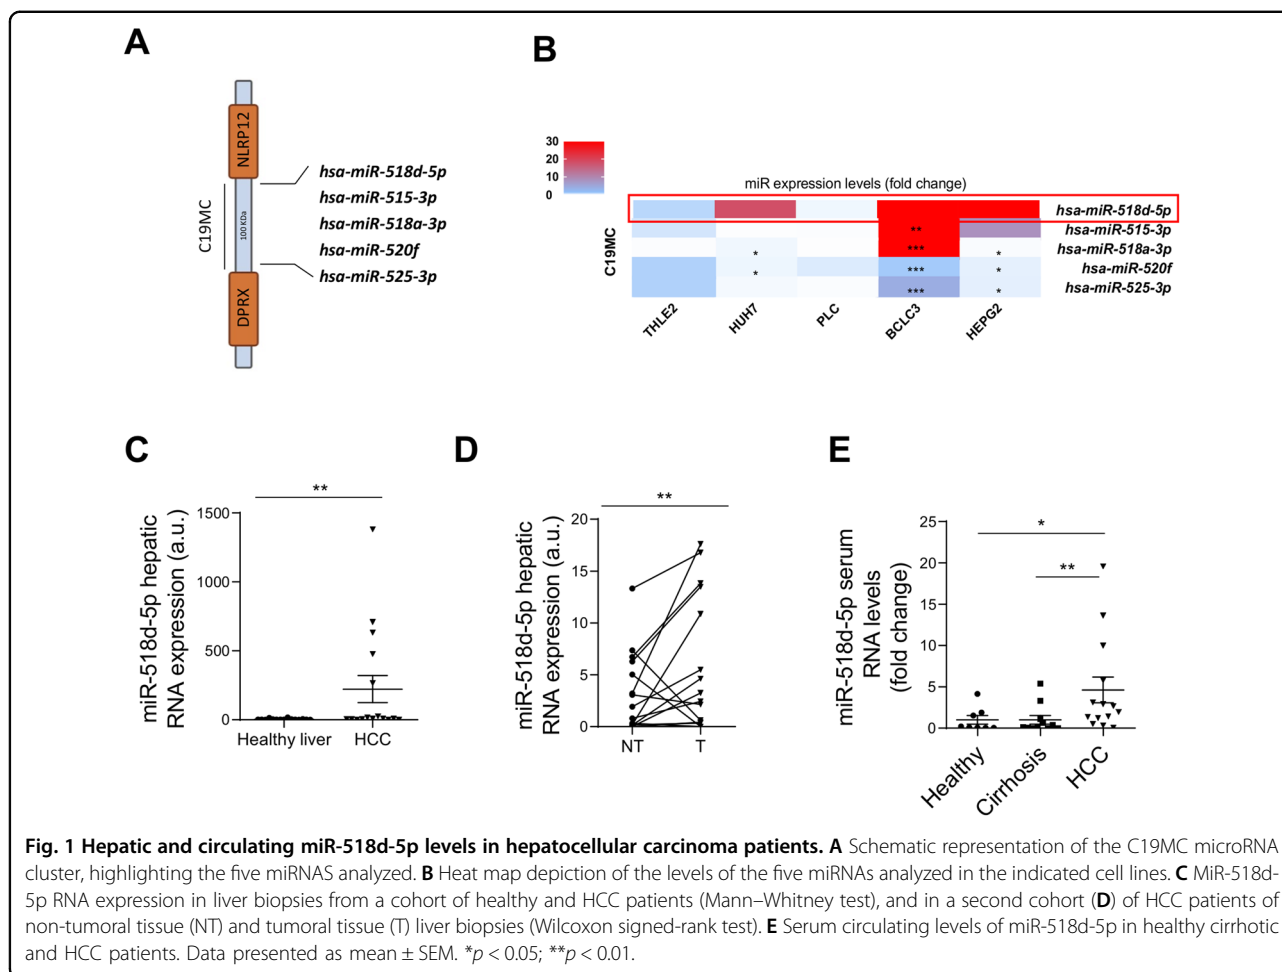 A
NLRP12
C19MC
100 KDa
DPRX
hsa-miR-518d-5p
hsa-miR-515-3p
hsa-miR-518a-3p
hsa-miR-520f
hsa-miR-525-3p
B
30
20
10
0
miR expression levels (fold change)
C19MC
hsa-miR-518d-5p
** hsa-miR-515-3p
* *** * hsa-miR-518a-3p
* *** * hsa-miR-520f
*** * hsa-miR-525-3p
THLE2
HUH7
PLC
BCLC3
HEPG2
C
miR-518d-5p hepatic
RNA expression (a.u.)
**
1500
1000
500
0
Healthy liver
HCC
D
miR-518d-5p hepatic
RNA expression (a.u.)
**
20
15
10
5
0
NT
T
E
miR-518d-5p serum
RNA levels
(fold change)
25
20
15
10
5
0
*
**
Healthy
Cirrhosis
HCC
Fig. 1 Hepatic and circulating miR-518d-5p levels in hepatocellular carcinoma patients. A Schematic representation of the C19MC microRNA
cluster, highlighting the five miRNAS analyzed. B Heat map depiction of the levels of the five miRNAs analyzed in the indicated cell lines. C MiR-518d-
5p RNA expression in liver biopsies from a cohort of healthy and HCC patients (Mann–Whitney test), and in a second cohort (D) of HCC patients of
non-tumoral tissue (NT) and tumoral tissue (T) liver biopsies (Wilcoxon signed-rank test). E Serum circulating levels of miR-518d-5p in healthy cirrhotic
and HCC patients. Data presented as mean ± SEM. *p < 0.05; **p < 0.01.